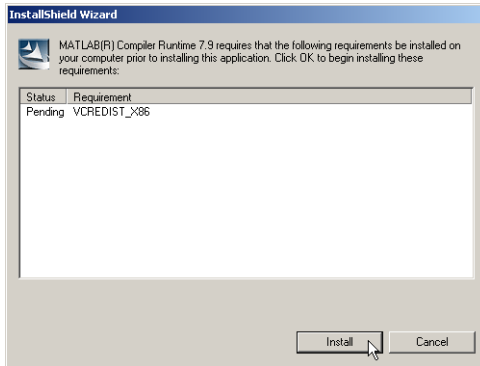 InstallShield Wizard
MATLAB(R) Compiler Runtime 7.9 requires that the following requirements be installed on
your computer prior to installing this application. Click OK to begin installing these
requirements:
Status Requirement
Pending VCREDIST_X86
Install Cancel